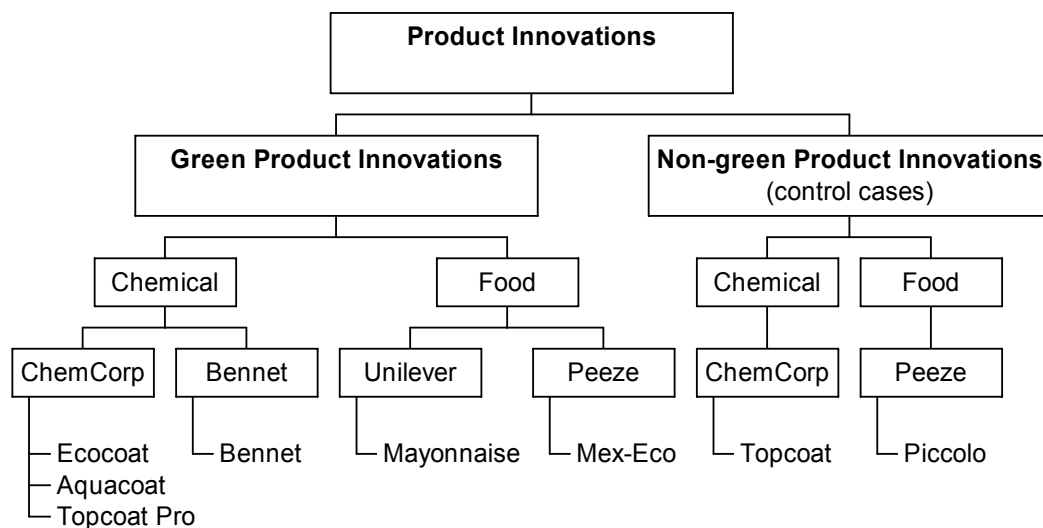 Product Innovations
Green Product Innovations
Non-green Product Innovations
(control cases)
Chemical
Food
Chemical
Food
ChemCorp
Bennet
Unilever
Peeze
ChemCorp
Peeze
Ecocoat
Aquacoat
Topcoat Pro
Bennet
Mayonnaise
Mex-Eco
Topcoat
Piccolo